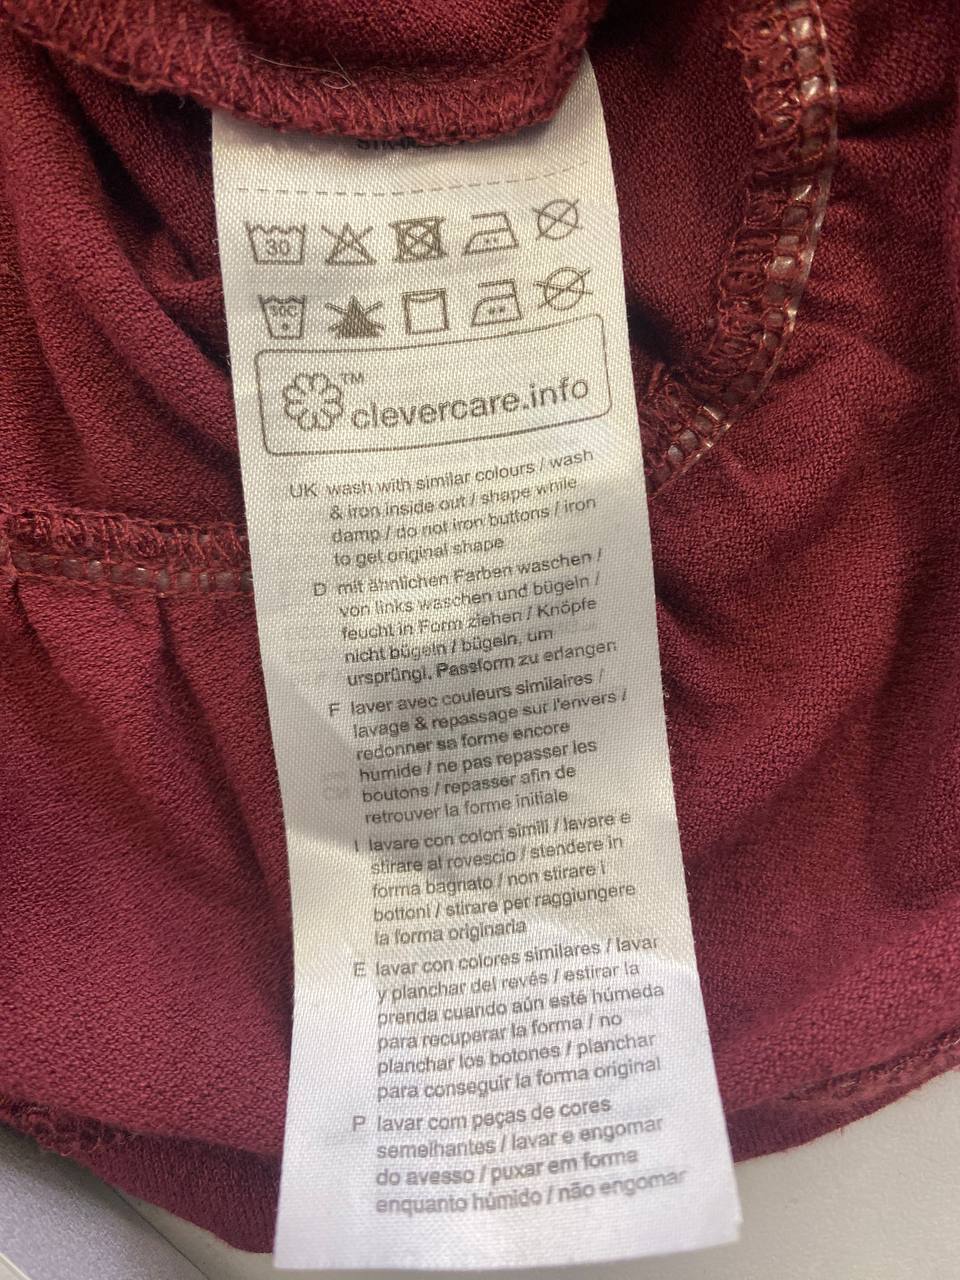 30
30C
TM
clevercare.info
UK wash with similar colours / wash
& iron inside out / shape while
damp / do not iron buttons / iron
to get original shape
D mit ähnlichen Farben waschen /
von links waschen und bügeln /
feucht in Form ziehen / Knöpfe
nicht bügeln / bügeln, um
ursprüngl. Passform zu erlangen
F laver avec couleurs similaires /
lavage & repassage sur l'envers /
redonner sa forme encore
humide / ne pas repasser les
boutons / repasser afin de
retrouver la forme initiale
I lavare con colori simili / lavare e
stirare al rovescio / stendere in
forma bagnato / non stirare i
bottoni / stirare per raggiungere
la forma originaria
E lavar con colores similares / lavar
y planchar del revés / estirar la
prenda cuando aún esté húmeda
para recuperar la forma / no
planchar los botones / planchar
para conseguir la forma original
P lavar com peças de cores
semelhantes / lavar e engomar
do avesso / puxar em forma
enquanto húmido / não engomar